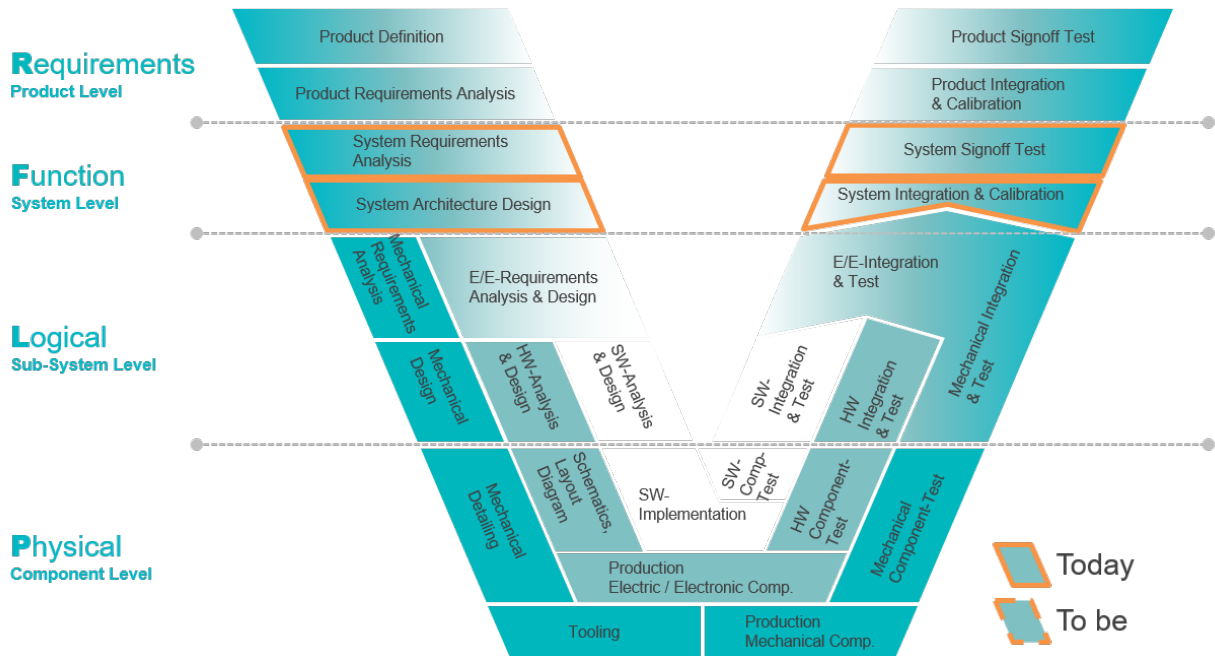 Requirements
Product Level
Function
System Level
Logical
Sub-System Level
Physical
Component Level
Product Definition
Product Requirements Analysis
System Requirements
Analysis
System Architecture Design
Mechanical
Requirements
Analysis
E/E-Requirements
Analysis & Design
Mechanical
Design
HW-Analysis
& Design
SW-Analysis
& Design
Mechanical
Detailing
Schematics,
Layout
Diagram
SW-
Implementation
Production
Electric / Electronic Comp.
Tooling
Production
Mechanical Comp.
Product Signoff Test
Product Integration
& Calibration
System Signoff Test
System Integration & Calibration
E/E-Integration
& Test
Mechanical Integration
& Test
SW-
Integration
& Test
HW
Integration
& Test
SW-
Comp-
Test
HW
Component-
Test
Mechanical
Component-Test
Today
To be